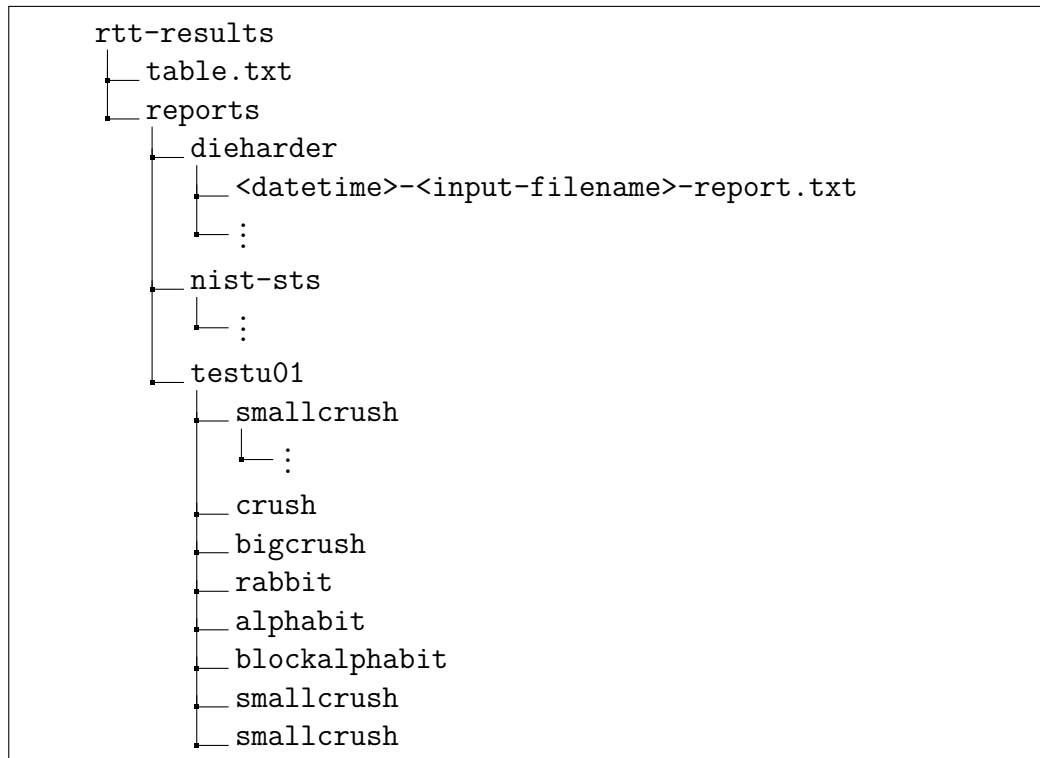 rtt-results
table.txt
reports
dieharder
<datetime>-<input-filename>-report.txt
⋮
nist-sts
⋮
testu01
smallcrush
⋮
crush
bigcrush
rabbit
alphabit
blockalphabit
smallcrush
smallcrush